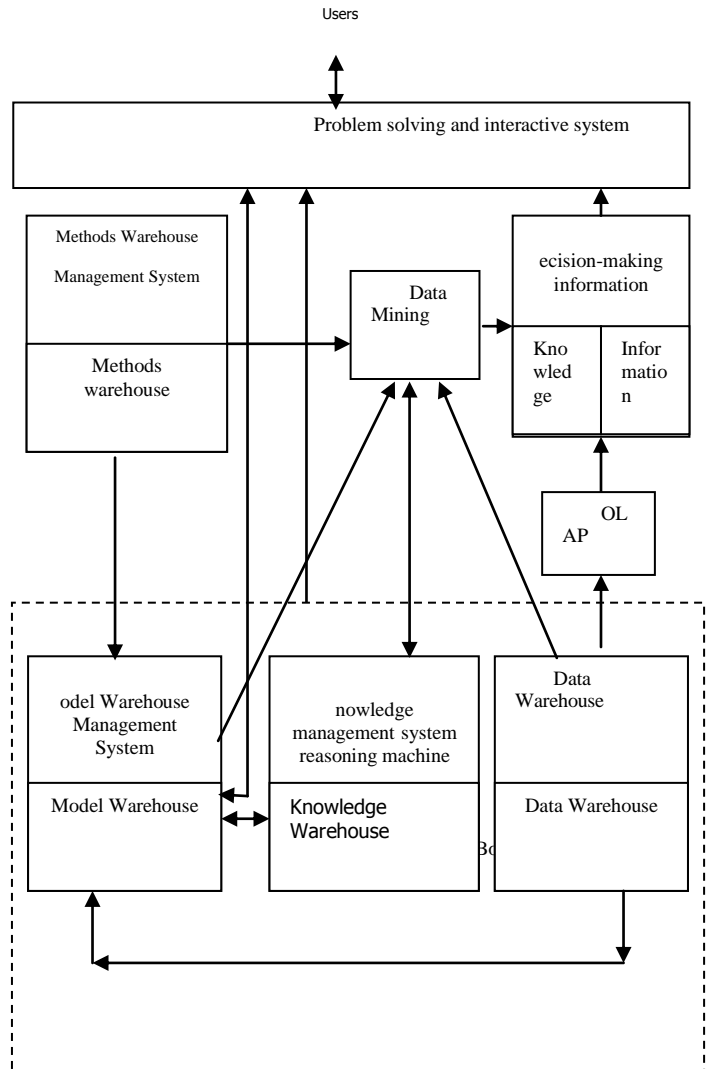 Users
Problem solving and interactive system
Methods Warehouse
Management System
Methods
warehouse
Data
Mining
ecision-making
information
Kno
wled
ge
Infor
matio
n
OL
AP
odel Warehouse
Management
System
Model Warehouse
nowledge
management system
reasoning machine
Knowledge
Warehouse
Data
Warehouse
Data Warehouse
Bo